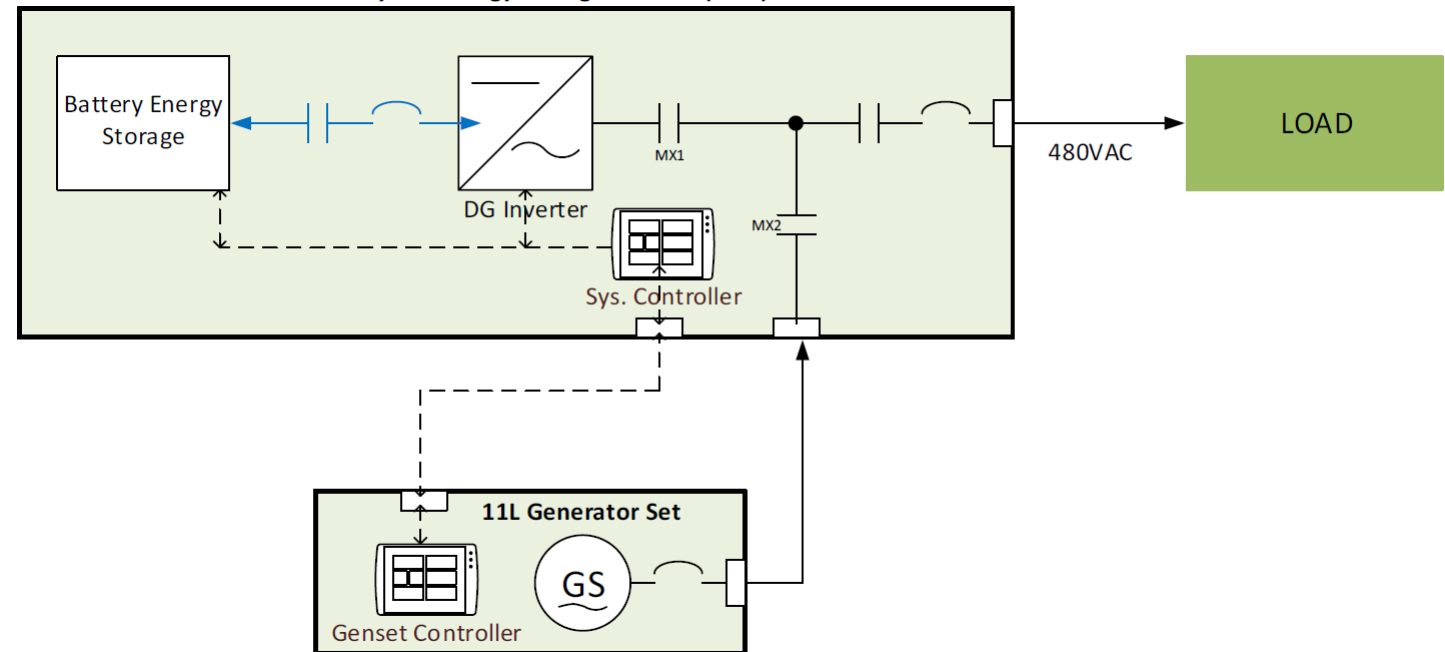 Battery Energy
Storage
DG Inverter
MX1
MX2
Sys. Controller
480VAC
LOAD
11L Generator Set
GS
Genset Controller